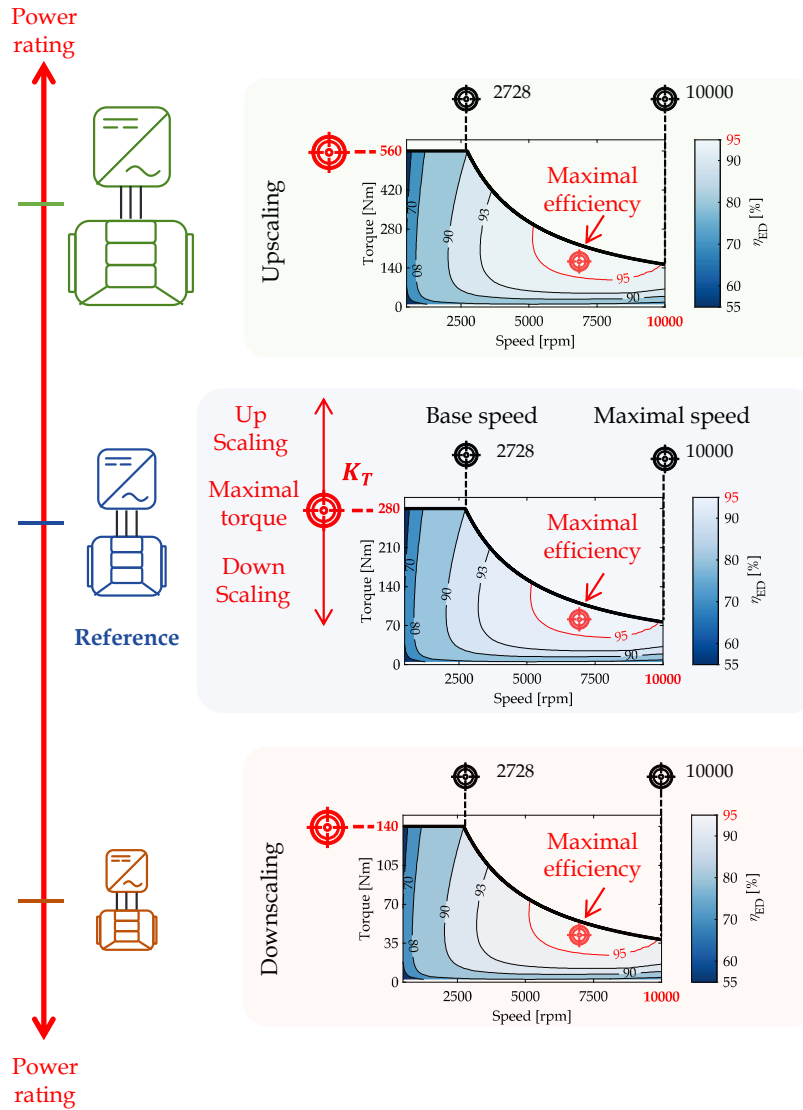 Power
rating
2728
10000
Upscaling
Torque [Nm]
560
420
280
140
0
70
80
90
93
Maximal
efficiency
95
90
2500
5000
7500
10000
Speed [rpm]
95
90
80
70
60
55
η_ED [%]
Up
Scaling
K_T
Maximal
torque
Down
Scaling
Reference
Base speed
Maximal speed
2728
10000
Torque [Nm]
280
210
140
70
0
70
80
90
93
Maximal
efficiency
95
90
2500
5000
7500
10000
Speed [rpm]
95
90
80
70
60
55
η_ED [%]
2728
10000
Downscaling
Torque [Nm]
140
105
70
35
0
70
80
90
93
Maximal
efficiency
95
90
2500
5000
7500
10000
Speed [rpm]
95
90
80
70
60
55
η_ED [%]
Power
rating